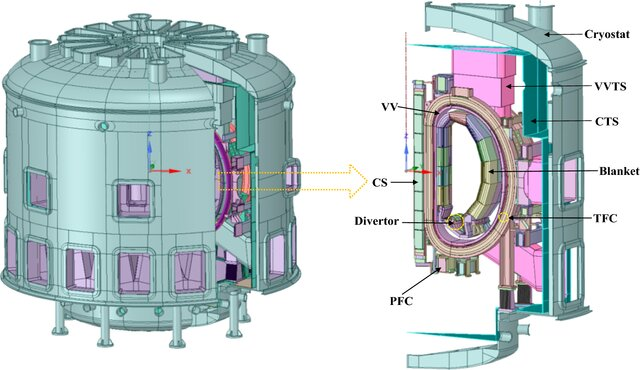 Cryostat
VVTS
VV
CTS
Blanket
CS
Divertor
TFC
PFC
Z
X
X